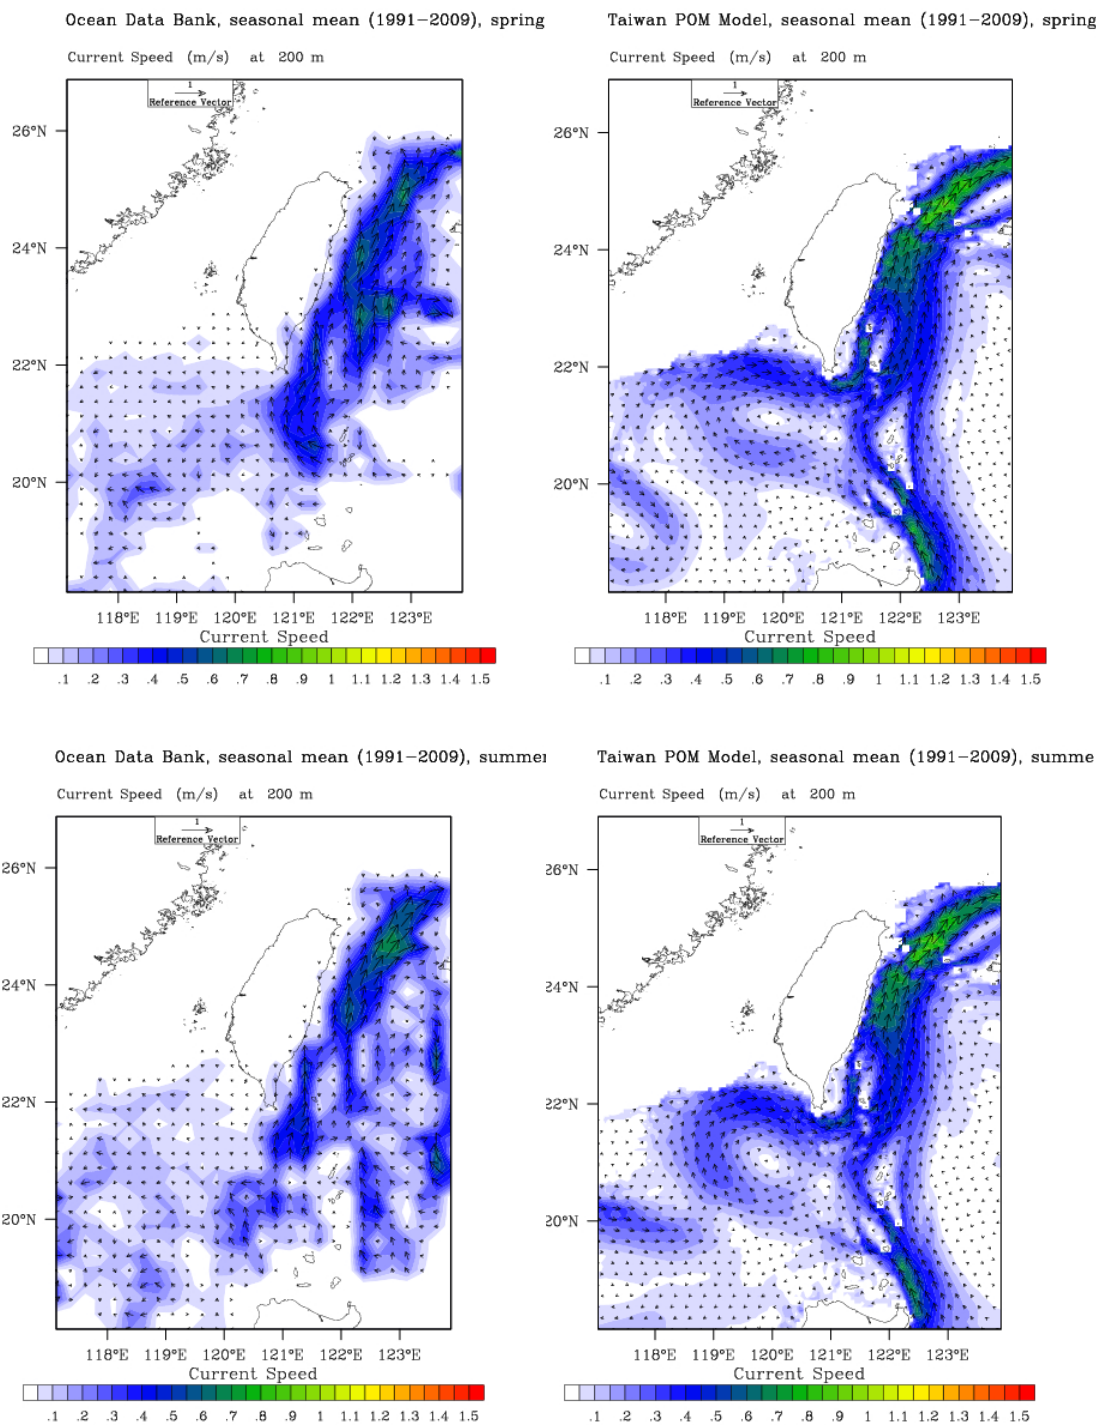 Ocean Data Bank, seasonal mean (1991-2009), spring
Current Speed (m/s) at 200 m
1
Reference Vector
26°N
24°N
22°N
20°N
118°E 119°E 120°E 121°E 122°E 123°E
Current Speed
.1 .2 .3 .4 .5 .6 .7 .8 .9 1 1.1 1.2 1.3 1.4 1.5
Taiwan POM Model, seasonal mean (1991-2009), spring
Current Speed (m/s) at 200 m
1
Reference Vector
26°N
24°N
22°N
20°N
118°E 119°E 120°E 121°E 122°E 123°E
Current Speed
.1 .2 .3 .4 .5 .6 .7 .8 .9 1 1.1 1.2 1.3 1.4 1.5
Ocean Data Bank, seasonal mean (1991-2009), summer
Current Speed (m/s) at 200 m
1
Reference Vector
26°N
24°N
22°N
20°N
118°E 119°E 120°E 121°E 122°E 123°E
Current Speed
.1 .2 .3 .4 .5 .6 .7 .8 .9 1 1.1 1.2 1.3 1.4 1.5
Taiwan POM Model, seasonal mean (1991-2009), summe
Current Speed (m/s) at 200 m
1
Reference Vector
26°N
24°N
22°N
20°N
118°E 119°E 120°E 121°E 122°E 123°E
Current Speed
.1 .2 .3 .4 .5 .6 .7 .8 .9 1 1.1 1.2 1.3 1.4 1.5